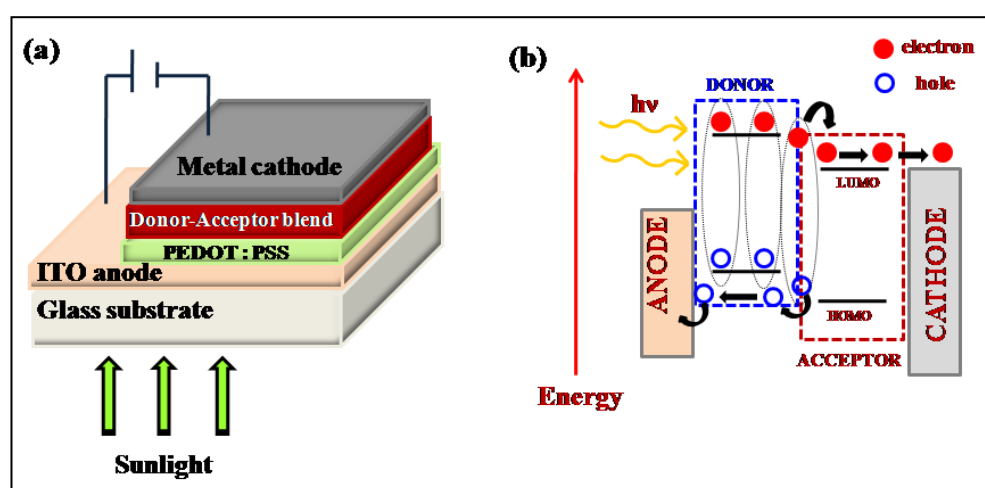 (a)
Metal cathode
Donor-Acceptor blend
PEDOT : PSS
ITO anode
Glass substrate
Sunlight
(b)
electron
hole
DONOR
hν
LUMO
ANODE
HOMO
CATHODE
ACCEPTOR
Energy